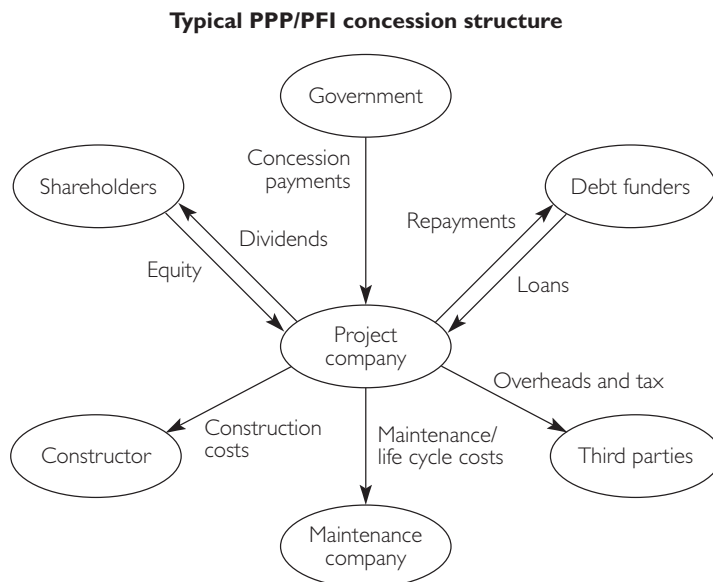 Typical PPP/PFI concession structure
Government
Concession
payments
Shareholders
Debt funders
Repayments
Dividends
Equity
Loans
Project
company
Overheads and tax
Construction
costs
Maintenance/
life cycle costs
Constructor
Third parties
Maintenance
company